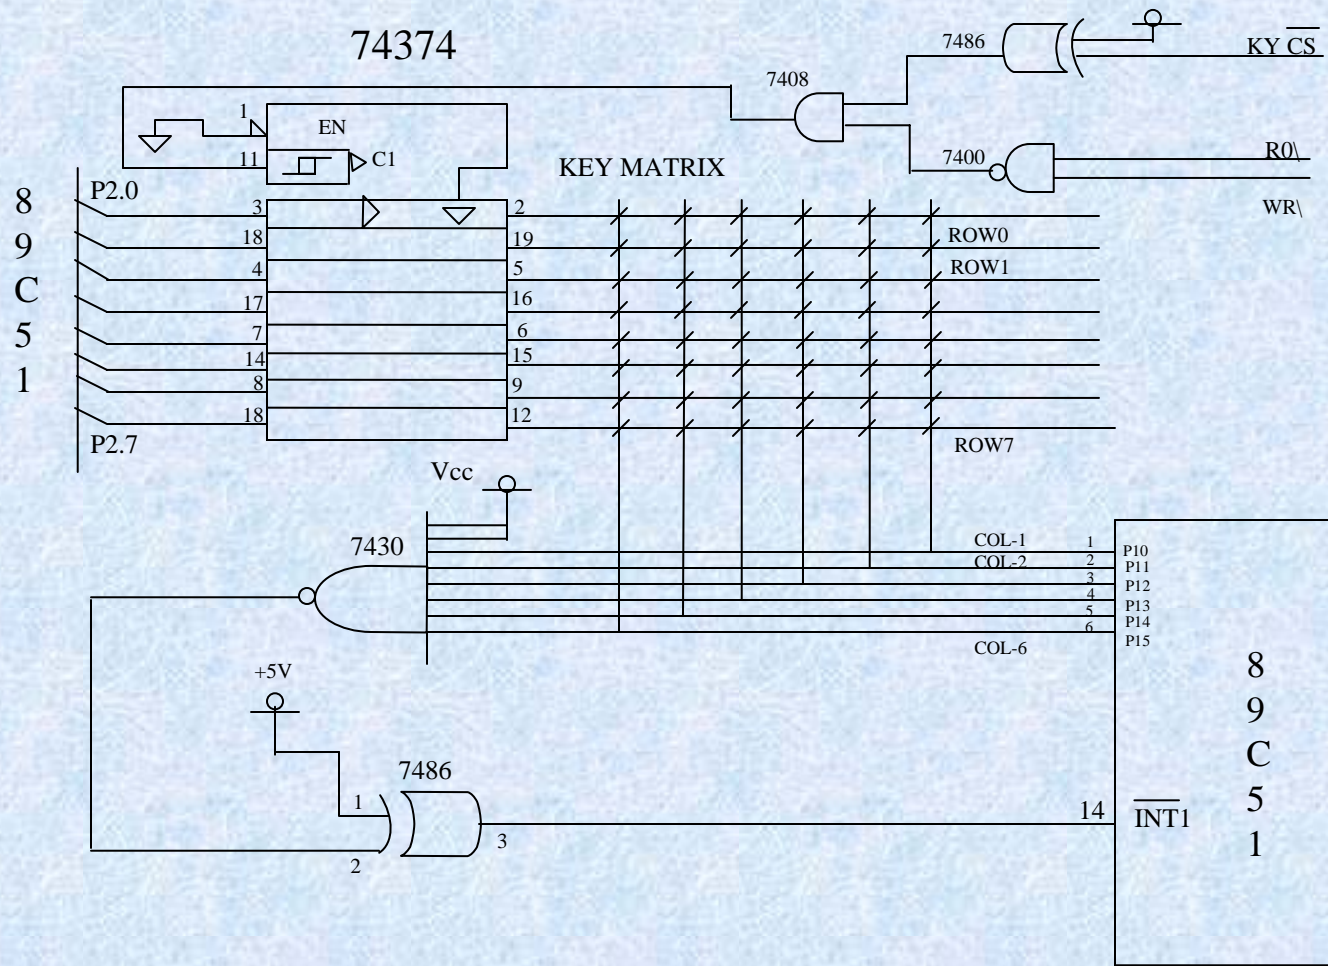 74374
7486
KY CS
7408
1
EN
11
C1
KEY MATRIX
7400
R0\
WR\
8
9
C
5
1
P2.0
3
2
18
19
ROW0
4
5
ROW1
17
16
7
6
14
15
8
9
18
12
P2.7
ROW7
Vcc
7430
COL-1
1
P10
COL-2
2
P11
3
P12
4
P13
5
P14
6
P15
COL-6
+5V
8
9
C
5
1
7486
1
2
3
14
INT1